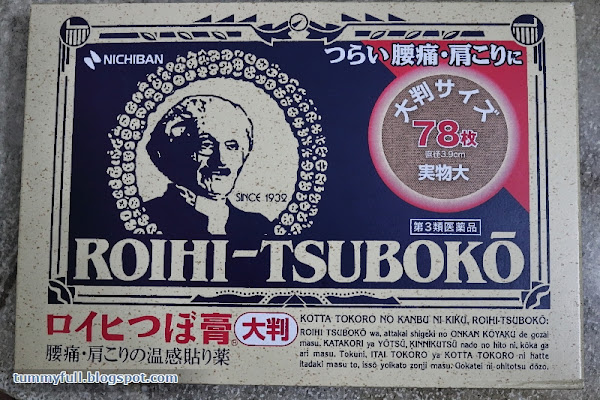 NICHIBAN
つらい腰痛・肩こりに
大判サイズ
78枚
直径3.9cm
実物大
SINCE 1932
第3類医薬品
ROIHI-TSUBOKŌ
ロイヒつぼ膏® 大判
腰痛・肩こりの温感貼り薬
KOTTA TOKORO NO KANBU NI KIKU, ROIHI-TSUBOKŌ:
ROIHI TSUBOKŌ wa, attakai shigeki no ONKAN KŌYAKU de gozai
masu. KATAKORI ya YŌTSŪ, KINNIKUTSŪ nado no hito ni, kōka ga
ari masu. Tokuni, ITAI TOKORO ya KOTTA TOKORO ni hatte
itadaki masu to, issō yoikato zonji masu. Gokatei ni ohitotsu dōzo.
tummyfull.blogspot.com